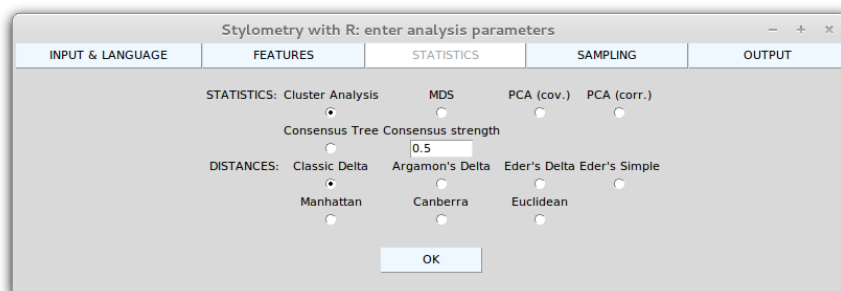 Stylometry with R: enter analysis parameters
INPUT & LANGUAGE FEATURES STATISTICS SAMPLING OUTPUT
STATISTICS: Cluster Analysis MDS PCA (cov.) PCA (corr.)
Consensus Tree Consensus strength
0.5
DISTANCES: Classic Delta Argamon's Delta Eder's Delta Eder's Simple
Manhattan Canberra Euclidean
OK